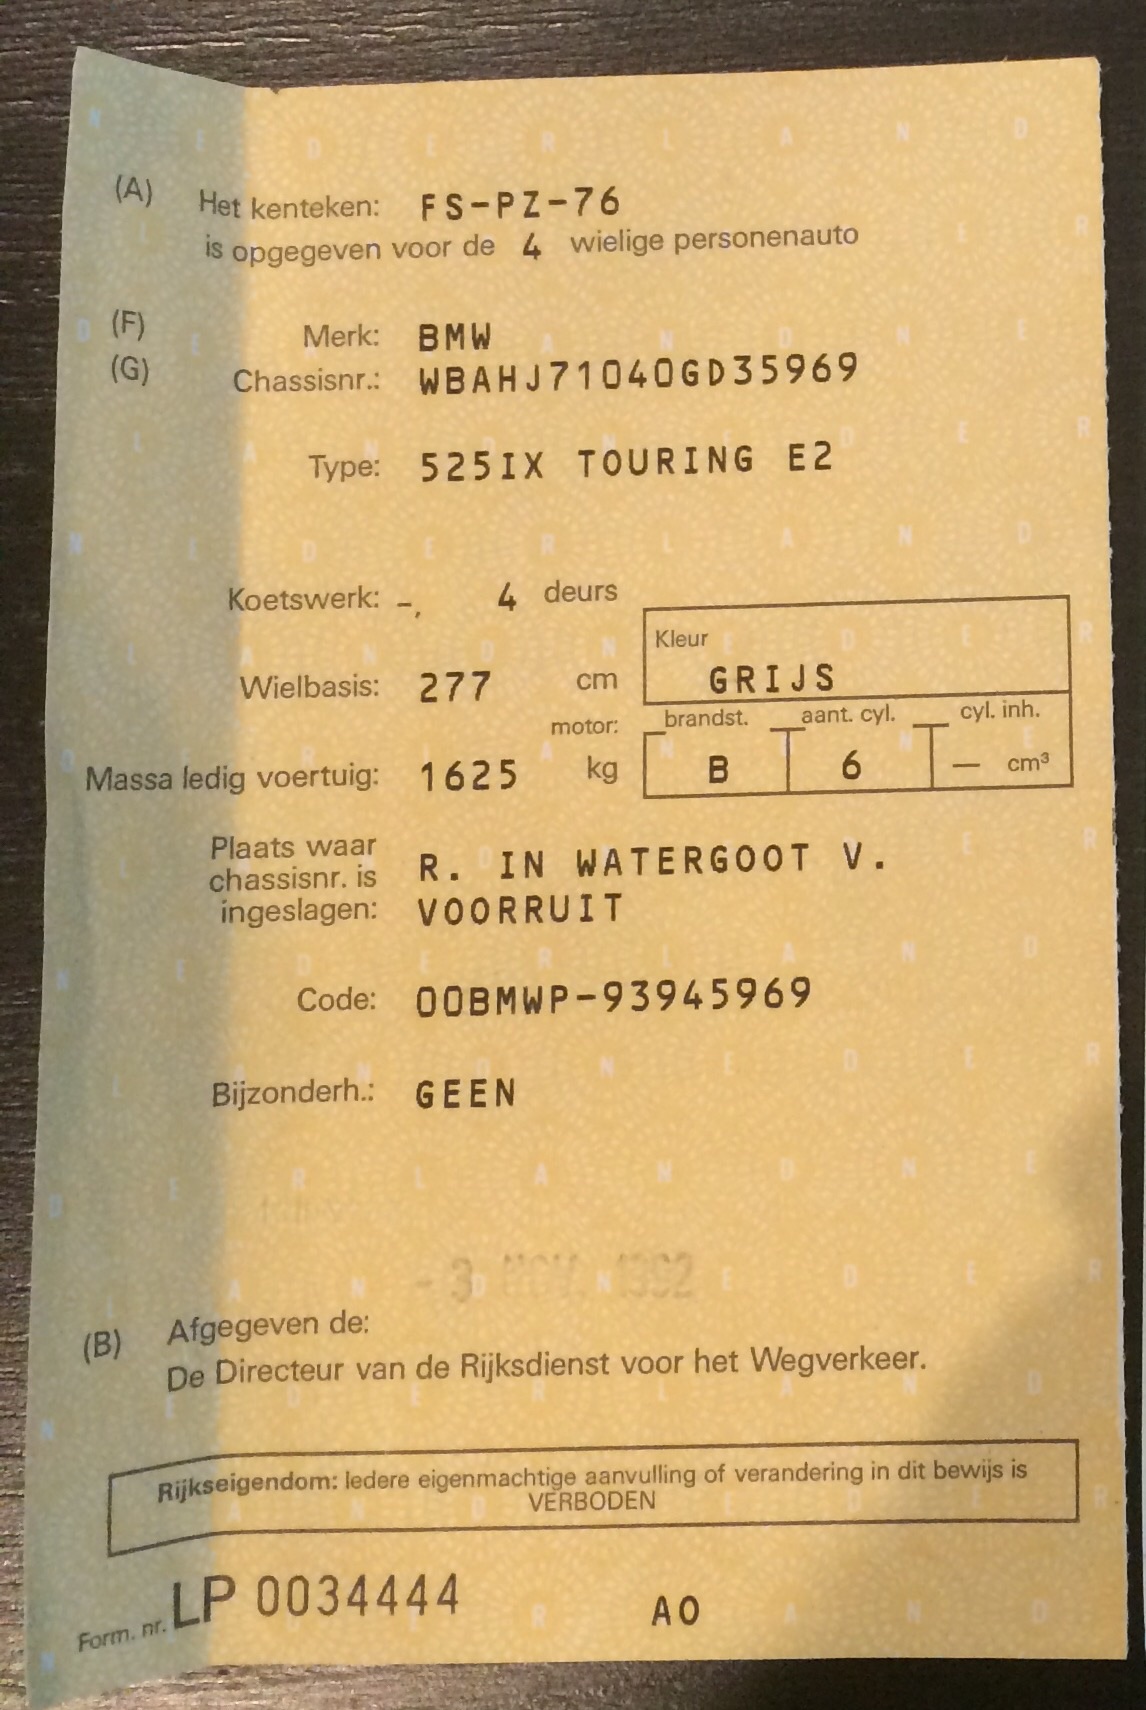 (A) Het kenteken: FS-PZ-76
is opgegeven voor de 4 wielige personenauto
(F) Merk: BMW
(G) Chassisnr.: WBAHJ71040GD35969
Type: 525IX TOURING E2
Koetswerk: -, 4 deurs
Kleur
GRIJS
Wielbasis: 277 cm
motor: brandst. aant. cyl. cyl. inh.
B 6 — cm³
Massa ledig voertuig: 1625 kg
Plaats waar
chassisnr. is
ingeslagen:
R. IN WATERGOOT V.
VOORRUIT
Code: 00BMWP-93945969
Bijzonderh.: GEEN
- 3 NOV. 1992
(B) Afgegeven de:
De Directeur van de Rijksdienst voor het Wegverkeer.
Rijkseigendom: Iedere eigenmachtige aanvulling of verandering in dit bewijs is
VERBODEN
Form. nr. LP 0034444 AO